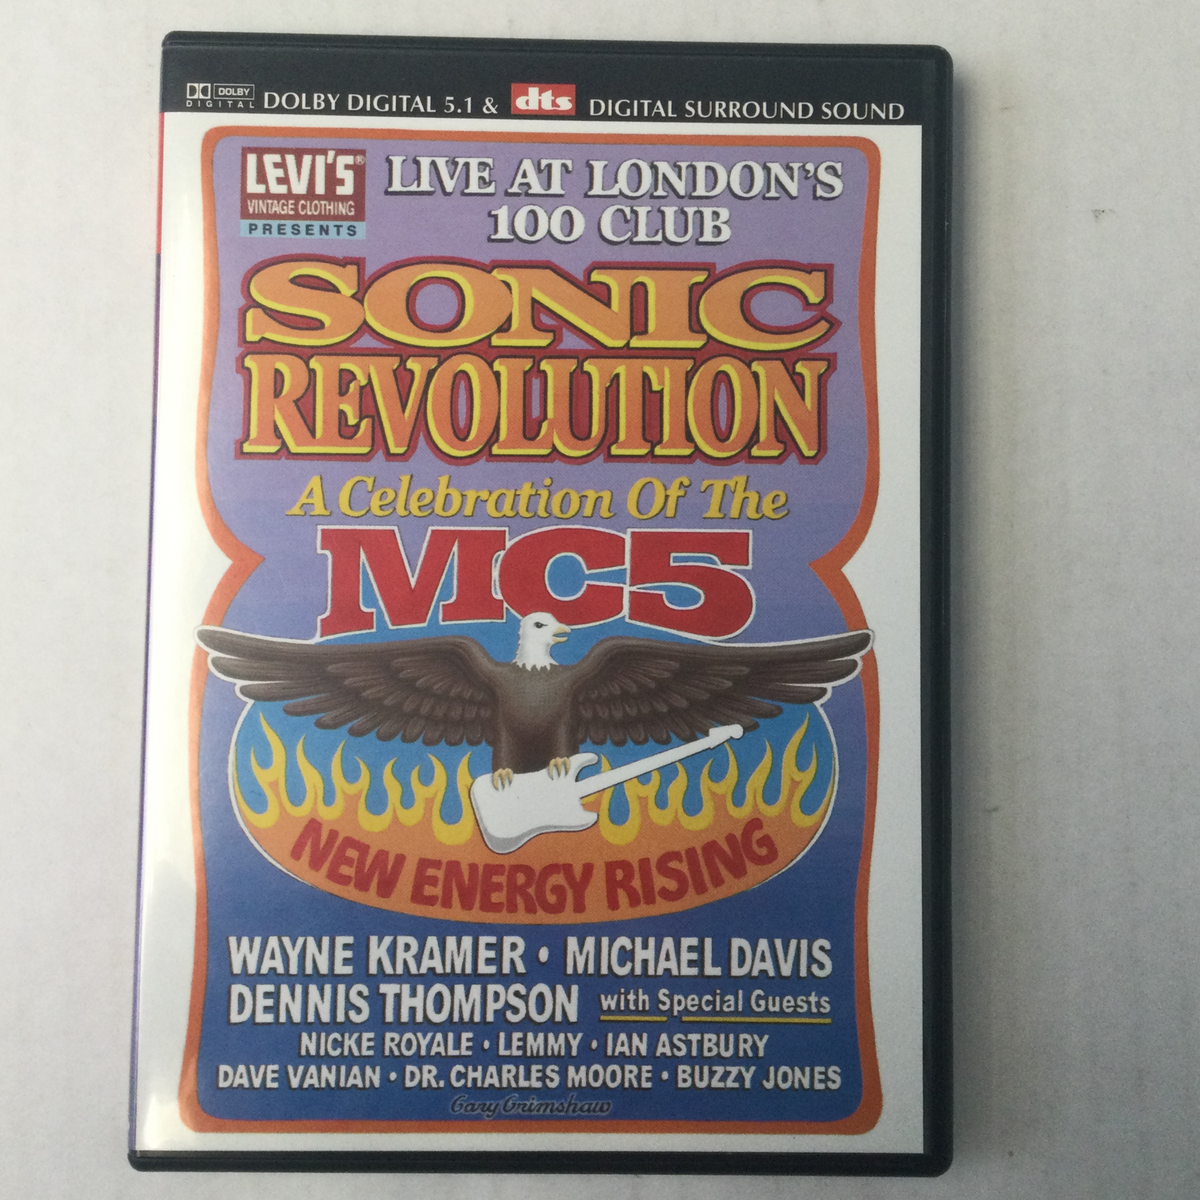 DOLBY
DIGITAL
DOLBY DIGITAL 5.1 & dts DIGITAL SURROUND SOUND
LEVI'S®
VINTAGE CLOTHING
PRESENTS
LIVE AT LONDON'S
100 CLUB
SONIC
REVOLUTION
A Celebration Of The
MC5
NEW ENERGY RISING
WAYNE KRAMER • MICHAEL DAVIS
DENNIS THOMPSON with Special Guests
NICKE ROYALE • LEMMY • IAN ASTBURY
DAVE VANIAN • DR. CHARLES MOORE • BUZZY JONES
Gary Grimshaw